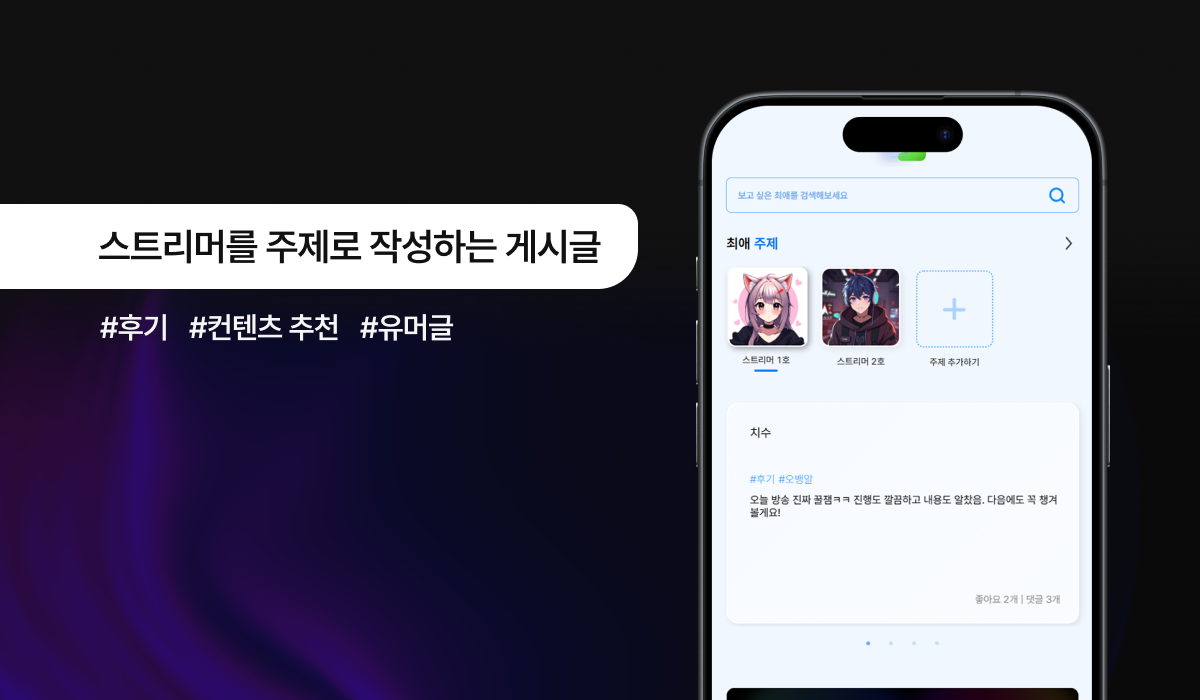 스트리머를 주제로 작성하는 게시글
#후기 #컨텐츠 추천 #유머글
보고 싶은 최애를 검색해보세요
최애 주제
스트리머 1호
스트리머 2호
주제 추가하기
치수
#후기 #오뱅알
오늘 방송 진짜 꿀잼ㅋㅋ 진행도 깔끔하고 내용도 알찼음. 다음에도 꼭 챙겨
볼게요!
좋아요 2개 | 댓글 3개